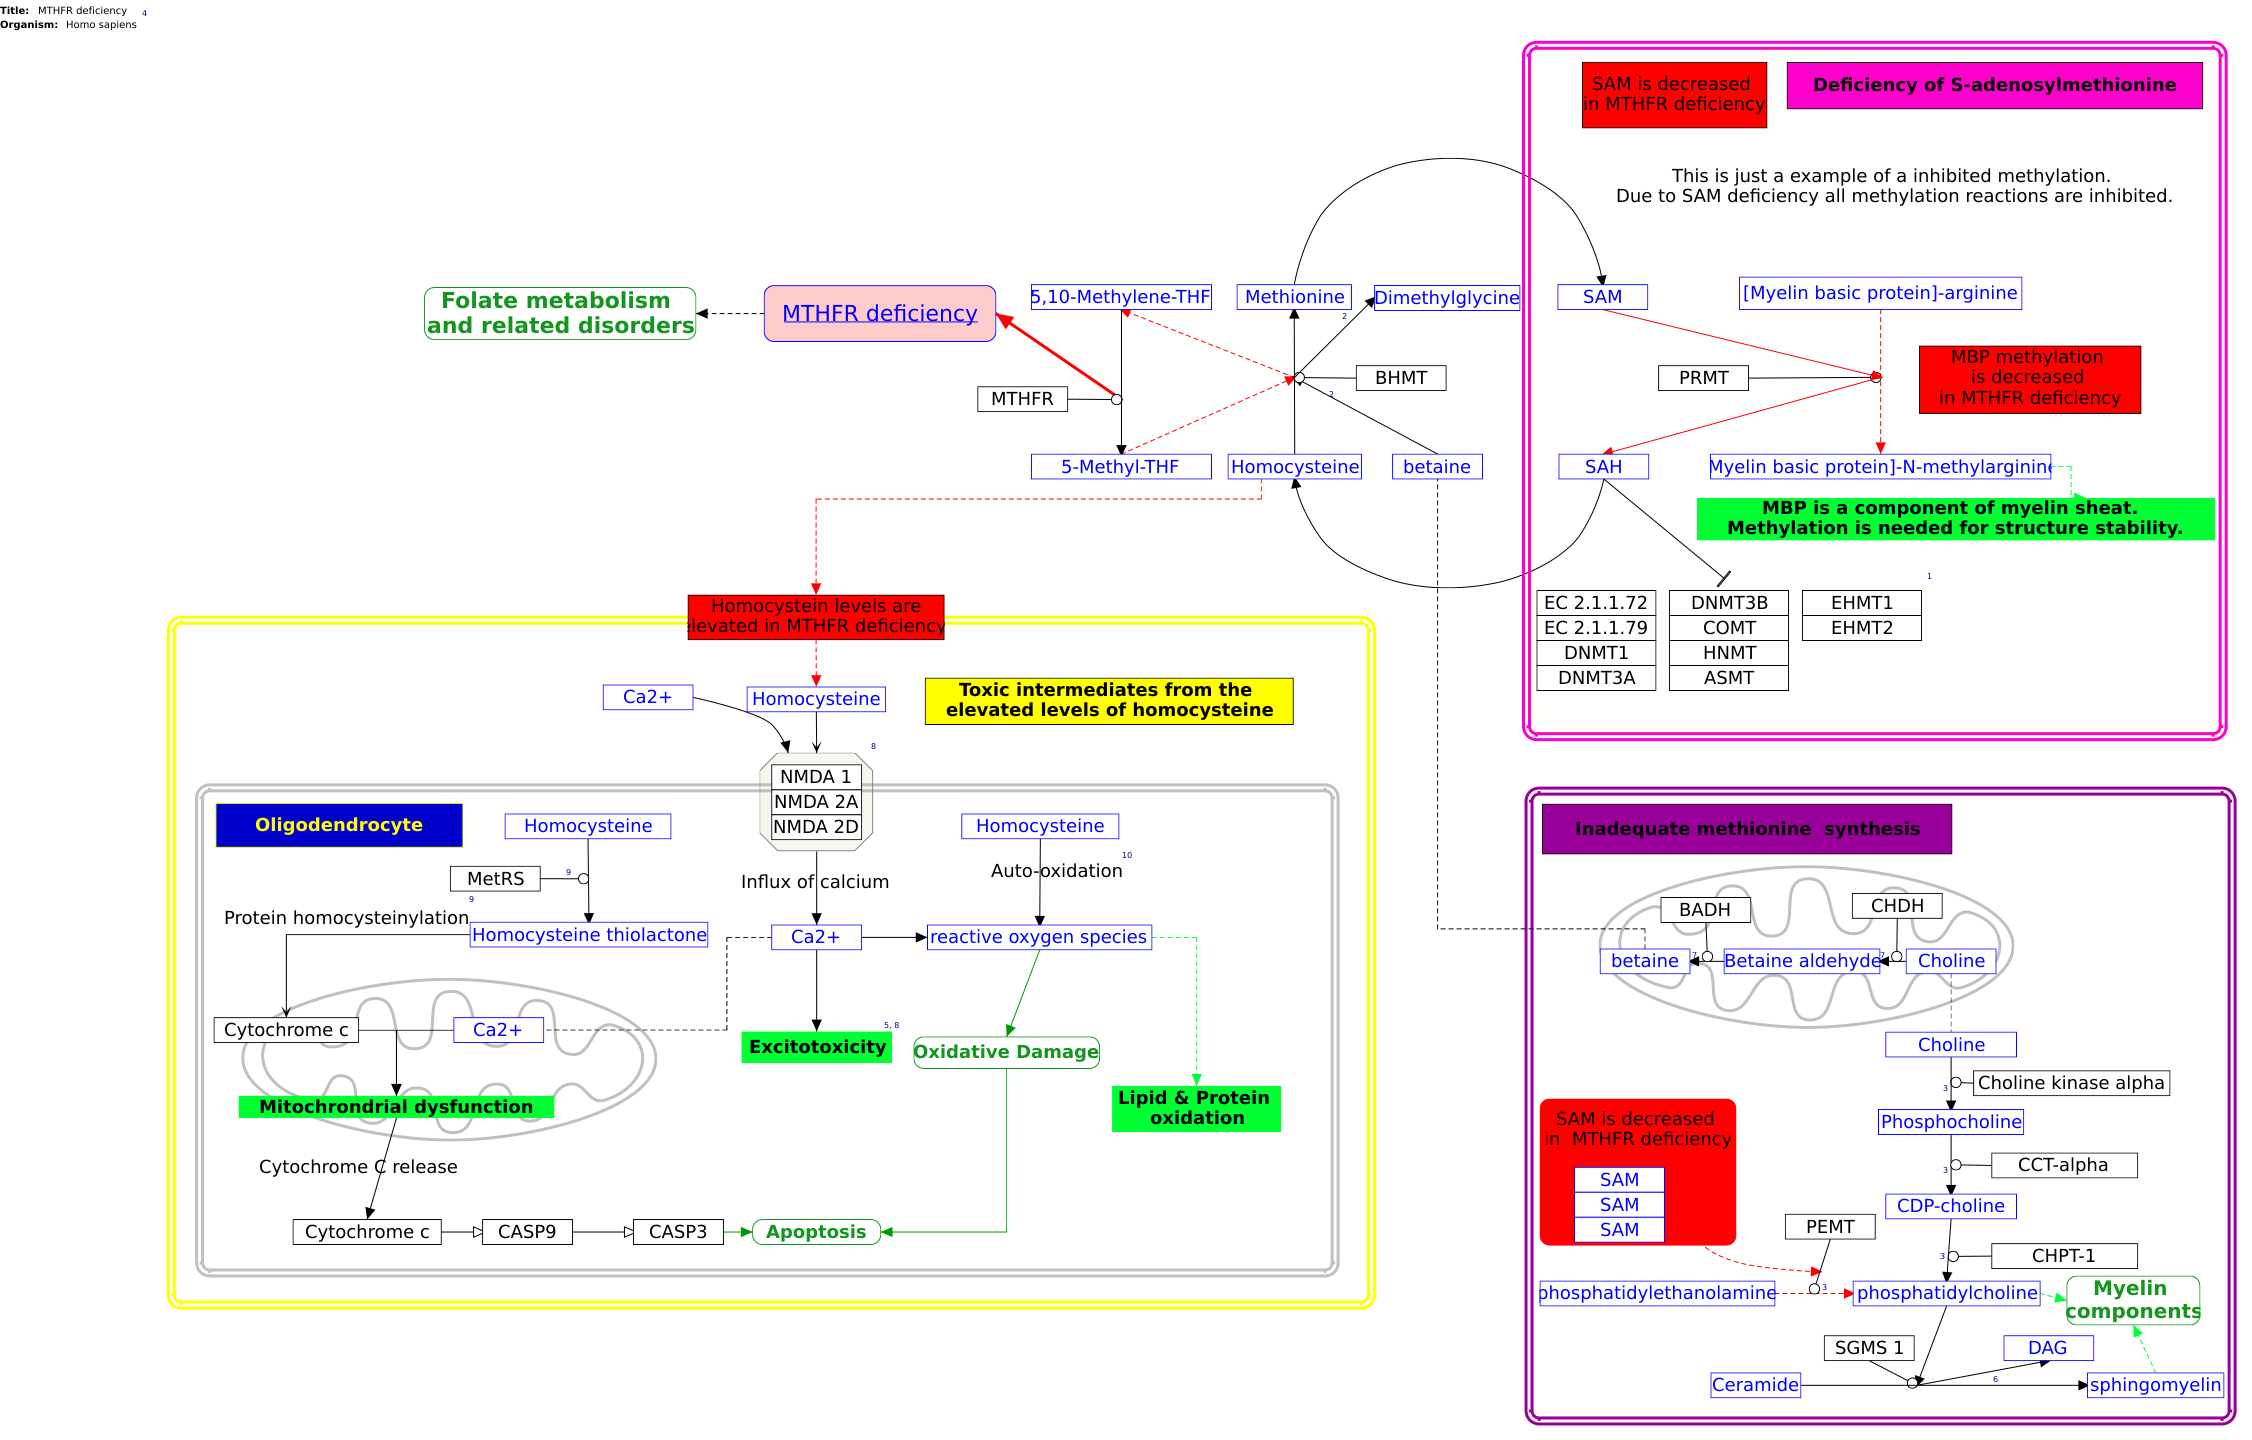 Title: MTHFR deficiency 4
Organism: Homo sapiens
SAM is decreased
in MTHFR deficiency
Deficiency of S-adenosylmethionine
This is just a example of a inhibited methylation.
Due to SAM deficiency all methylation reactions are inhibited.
Folate metabolism
and related disorders
MTHFR deficiency
5,10-Methylene-THF
Methionine
Dimethylglycine
2
SAM
[Myelin basic protein]-arginine
MTHFR
BHMT
2
PRMT
MBP methylation
is decreased
in MTHFR deficiency
5-Methyl-THF
Homocysteine
betaine
SAH
Myelin basic protein]-N-methylarginine
MBP is a component of myelin sheat.
Methylation is needed for structure stability.
1
EC 2.1.1.72
EC 2.1.1.79
DNMT1
DNMT3A
DNMT3B
COMT
HNMT
ASMT
EHMT1
EHMT2
Homocystein levels are
elevated in MTHFR deficiency
Ca2+
Homocysteine
Toxic intermediates from the
elevated levels of homocysteine
8
NMDA 1
NMDA 2A
NMDA 2D
Oligodendrocyte
Homocysteine
Homocysteine
MetRS
9
Influx of calcium
Auto-oxidation
10
9
Protein homocysteinylation
Homocysteine thiolactone
Ca2+
reactive oxygen species
Cytochrome c
Ca2+
5, 8
Excitotoxicity
Oxidative Damage
Mitochrondrial dysfunction
Lipid & Protein
oxidation
Cytochrome C release
Cytochrome c
CASP9
CASP3
Apoptosis
Inadequate methionine synthesis
BADH
CHDH
betaine
7
Betaine aldehyde
7
Choline
Choline
3
Choline kinase alpha
Phosphocholine
SAM is decreased
in MTHFR deficiency
SAM
SAM
SAM
3
CCT-alpha
CDP-choline
PEMT
3
CHPT-1
phosphatidylethanolamine
3
phosphatidylcholine
Myelin
components
SGMS 1
DAG
Ceramide
6
sphingomyelin